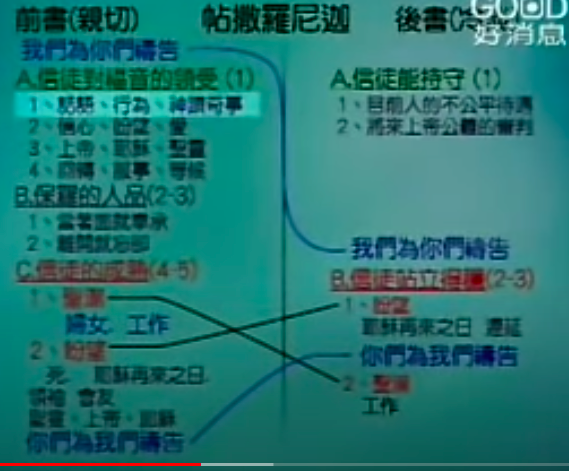 前書(親切)
帖撒羅尼迦
後書
GOOD
好消息
我們為你們禱告
A.信徒對福音的領受 (1)
1、話語、行為、神蹟奇事
2、信心、盼望、愛
3、上帝、耶穌、聖靈
4、回轉、服事、等候
B.保羅的人品(2-3)
1、當著面就奉承
2、離開就忘卻
C.信徒的成熟(4-5)
1、聖潔
婦女 工作
2、盼望
死 耶穌再來之日
領袖 會友
聖靈、上帝、耶穌
你們為我們禱告
A.信徒能持守 (1)
1、目前人的不公平待遇
2、將來上帝公義的審判
我們為你們禱告
B.信徒站立得穩(2-3)
1、盼望
耶穌再來之日 遲延
你們為我們禱告
2、聖潔
工作